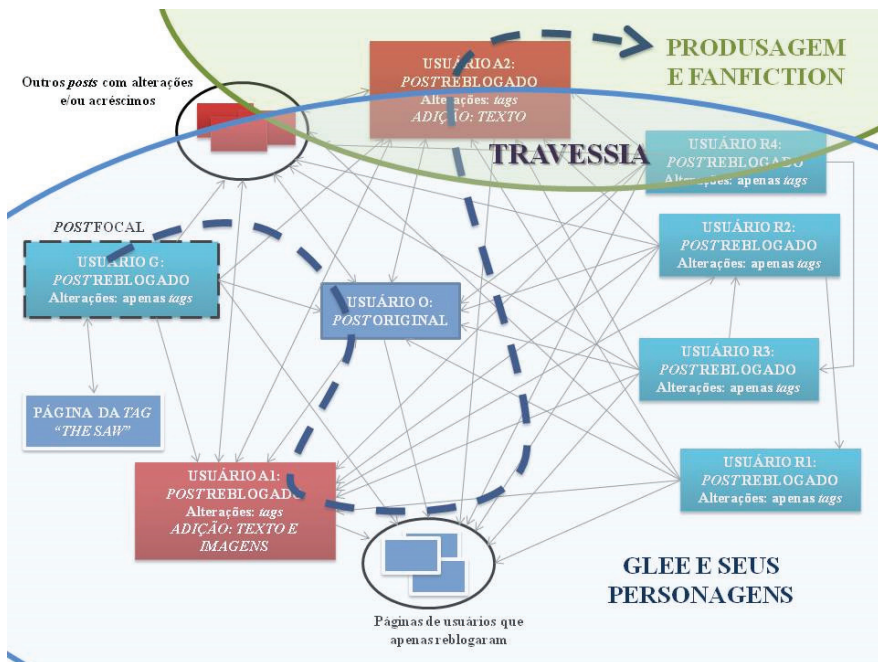 PRODUSAGEM
E FANFICTION
Outros posts com alterações
e/ou acréscimos
USUÁRIO A2:
POST REBLOGADO
Alterações: tags
ADIÇÃO: TEXTO
TRAVESSIA
USUÁRIO R4:
POST REBLOGADO
Alterações: apenas tags
POST FOCAL
USUÁRIO G:
POST REBLOGADO
Alterações: apenas tags
USUÁRIO R2:
POST REBLOGADO
Alterações: apenas tags
USUÁRIO O:
POST ORIGINAL
USUÁRIO R3:
POST REBLOGADO
Alterações: apenas tags
PÁGINA DA TAG
“THE SAW”
USUÁRIO A1:
POST REBLOGADO
Alterações: tags
ADIÇÃO: TEXTO E
IMAGENS
USUÁRIO R1:
POST REBLOGADO
Alterações: apenas tags
GLEE E SEUS
PERSONAGENS
Páginas de usuários que
apenas reblogaram